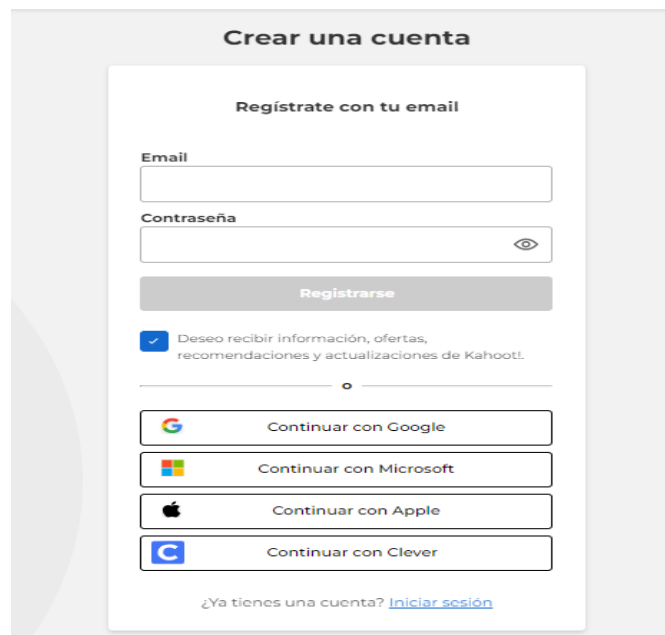 Crear una cuenta
Regístrate con tu email
Email
Contraseña
Registrarse
Deseo recibir información, ofertas,
recomendaciones y actualizaciones de Kahoot!.
o
Continuar con Google
Continuar con Microsoft
Continuar con Apple
Continuar con Clever
¿Ya tienes una cuenta? Iniciar sesión